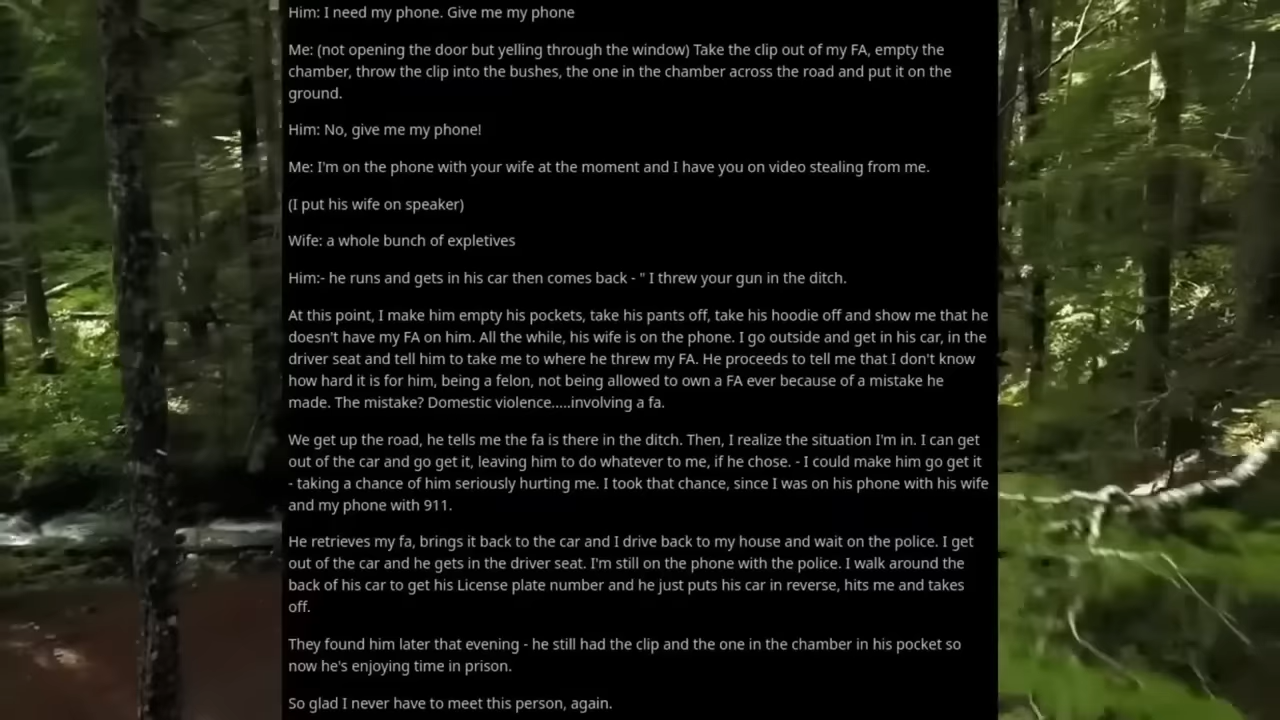 Him: I need my phone. Give me my phone
Me: (not opening the door but yelling through the window) Take the clip out of my FA, empty the
chamber, throw the clip into the bushes, the one in the chamber across the road and put it on the
ground.
Him: No, give me my phone!
Me: I'm on the phone with your wife at the moment and I have you on video stealing from me.
(I put his wife on speaker)
Wife: a whole bunch of expletives
Him:- he runs and gets in his car then comes back - " I threw your gun in the ditch.
At this point, I make him empty his pockets, take his pants off, take his hoodie off and show me that he
doesn't have my FA on him. All the while, his wife is on the phone. I go outside and get in his car, in the
driver seat and tell him to take me to where he threw my FA. He proceeds to tell me that I don't know
how hard it is for him, being a felon, not being allowed to own a FA ever because of a mistake he
made. The mistake? Domestic violence.....involving a fa.
We get up the road, he tells me the fa is there in the ditch. Then, I realize the situation I'm in. I can get
out of the car and go get it, leaving him to do whatever to me, if he chose. - I could make him go get it
- taking a chance of him seriously hurting me. I took that chance, since I was on his phone with his wife
and my phone with 911.
He retrieves my fa, brings it back to the car and I drive back to my house and wait on the police. I get
out of the car and he gets in the driver seat. I'm still on the phone with the police. I walk around the
back of his car to get his License plate number and he just puts his car in reverse, hits me and takes
off.
They found him later that evening - he still had the clip and the one in the chamber in his pocket so
now he's enjoying time in prison.
So glad I never have to meet this person, again.